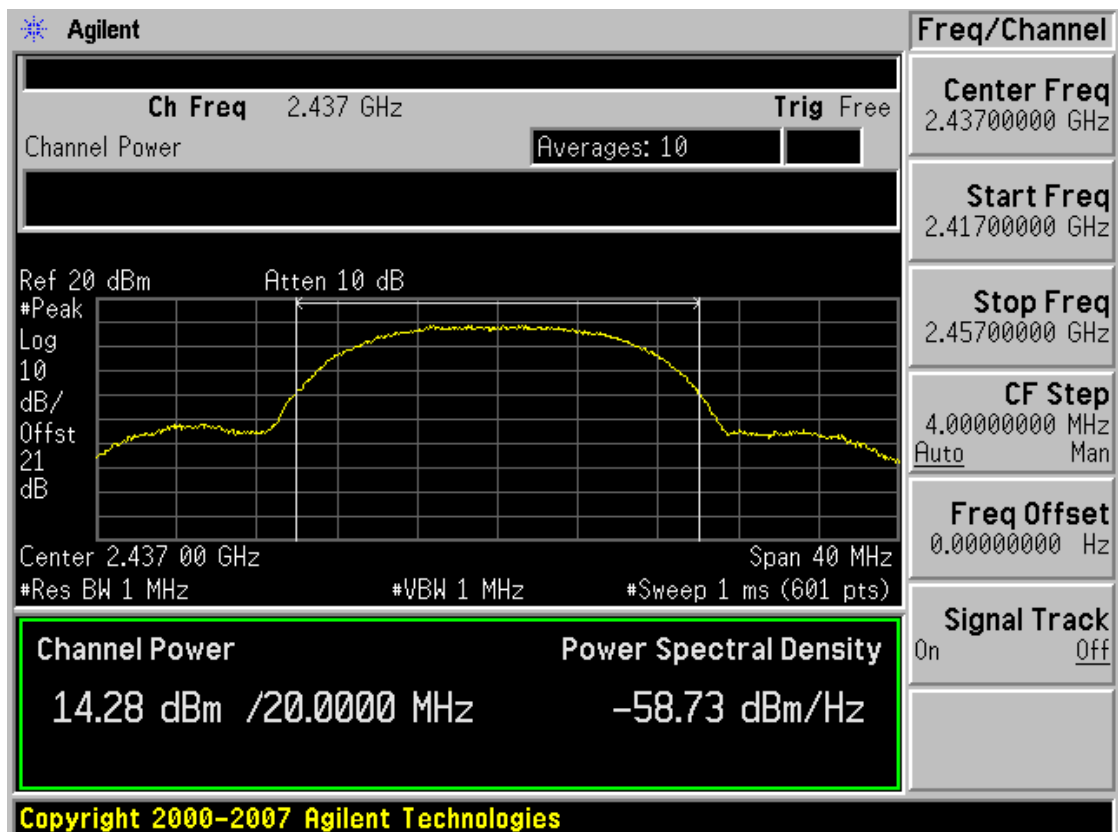 Agilent
Freq/Channel
Ch Freq 2.437 GHz Trig Free
Channel Power Averages: 10
Ref 20 dBm Atten 10 dB
#Peak
Log
10
dB/
Offst
21
dB
Center 2.437 00 GHz Span 40 MHz
#Res BW 1 MHz #VBW 1 MHz #Sweep 1 ms (601 pts)
Channel Power Power Spectral Density
14.28 dBm /20.0000 MHz -58.73 dBm/Hz
Center Freq
2.43700000 GHz
Start Freq
2.41700000 GHz
Stop Freq
2.45700000 GHz
CF Step
4.00000000 MHz
Auto Man
Freq Offset
0.00000000 Hz
Signal Track
On Off
Copyright 2000-2007 Agilent Technologies